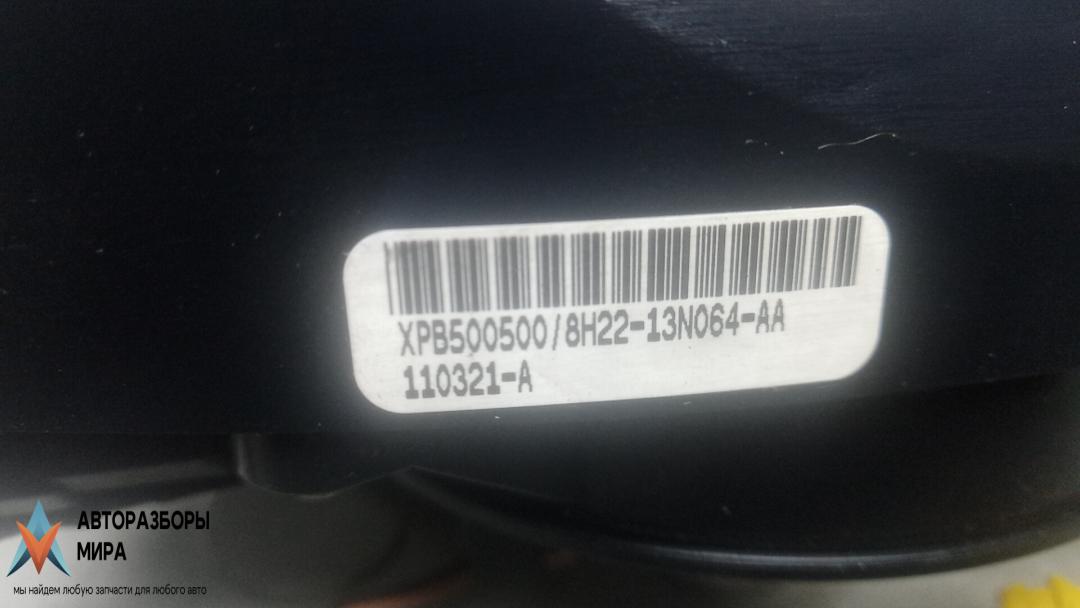 XPB500500/8H22-13N064-AA
110321-A
АВТОРАЗБОРЫ
МИРА
мы найдем любую запчасти для любого авто